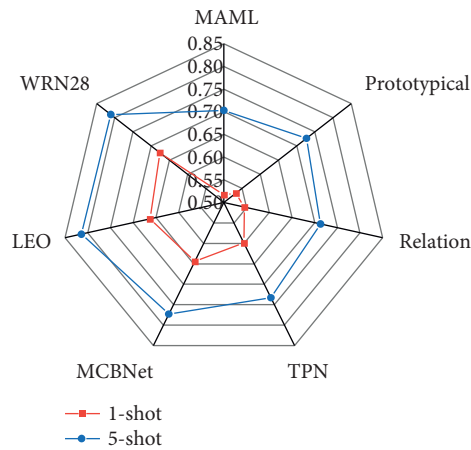 MAML
0.85
0.80
0.75
0.70
0.65
0.60
0.55
0.50
WRN28
Prototypical
LEO
Relation
MCBNet
TPN
1-shot
5-shot